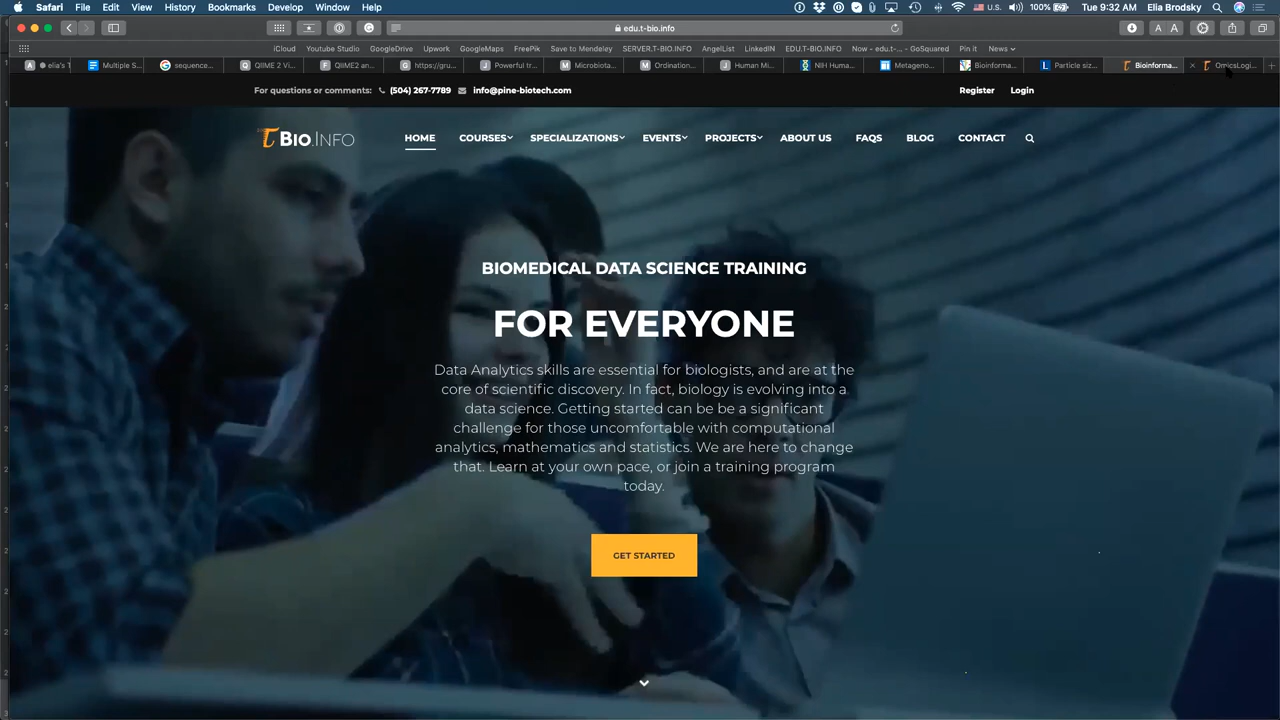 Safari File Edit View History Bookmarks Develop Window Help U.S. 100% Tue 9:32 AM Elia Brodsky
edu.t-bio.info A A
iCloud Youtube Studio GoogleDrive Upwork GoogleMaps FreePik Save to Mendeley SERVER.T-BIO.INFO AngelList LinkedIN EDU.T-BIO.INFO Now - edu.t-... - GoSquared Pin it News
elia's T Multiple S... sequence... QIIME 2 Vi... QIIME2 an... https://gru... Powerful tr... Microbiota... Ordination... Human Mi... NIH Huma... Metageno... Bioinforma... Particle siz... Bioinforma... OmicsLogi...
For questions or comments: (504) 267-7789 info@pine-biotech.com Register Login
T BIO.INFO HOME COURSES SPECIALIZATIONS EVENTS PROJECTS ABOUT US FAQS BLOG CONTACT
BIOMEDICAL DATA SCIENCE TRAINING
FOR EVERYONE
Data Analytics skills are essential for biologists, and are at the
core of scientific discovery. In fact, biology is evolving into a
data science. Getting started can be be a significant
challenge for those uncomfortable with computational
analytics, mathematics and statistics. We are here to change
that. Learn at your own pace, or join a training program
today.
GET STARTED